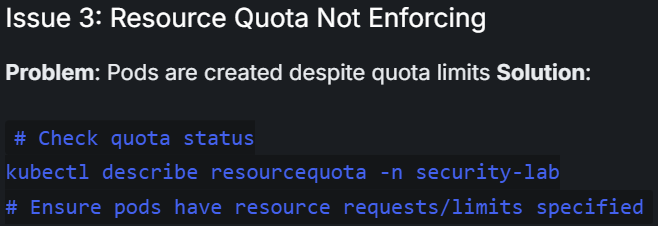 Issue 3: Resource Quota Not Enforcing
Problem: Pods are created despite quota limits Solution:
# Check quota status
kubectl describe resourcequota -n security-lab
# Ensure pods have resource requests/limits specified